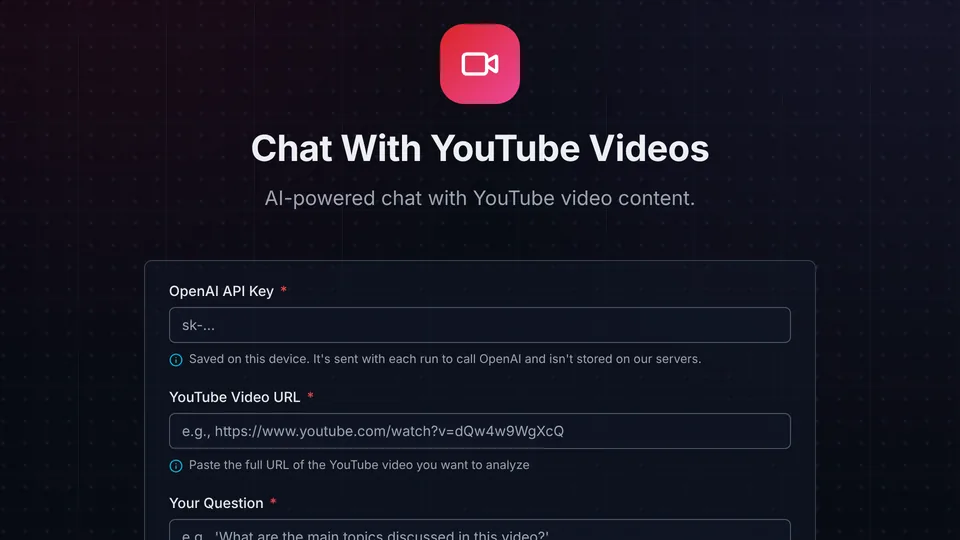 Chat With YouTube Videos
AI-powered chat with YouTube video content.
OpenAI API Key *
sk-...
Saved on this device. It's sent with each run to call OpenAI and isn't stored on our servers.
YouTube Video URL *
e.g., https://www.youtube.com/watch?v=dQw4w9WgXcQ
Paste the full URL of the YouTube video you want to analyze
Your Question *
e.g., 'What are the main topics discussed in this video?'